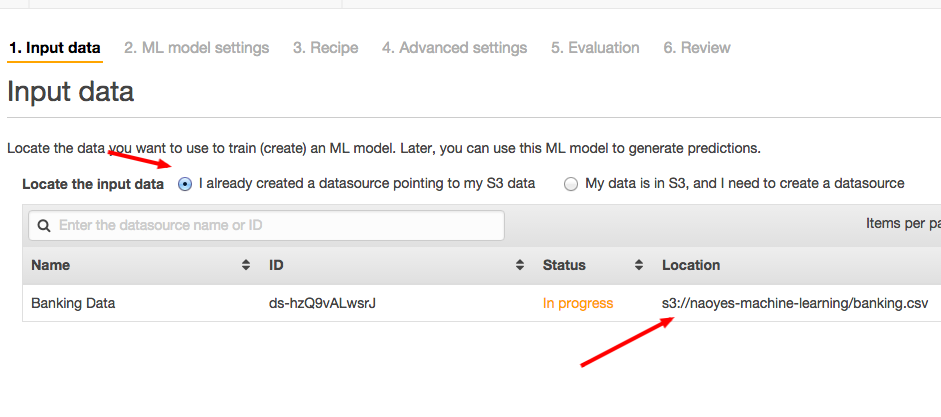 1. Input data 2. ML model settings 3. Recipe 4. Advanced settings 5. Evaluation 6. Review
Input data
Locate the data you want to use to train (create) an ML model. Later, you can use this ML model to generate predictions.
Locate the input data I already created a datasource pointing to my S3 data My data is in S3, and I need to create a datasource
Enter the datasource name or ID Items per pa
Name ID Status Location
Banking Data ds-hzQ9vALwsrJ In progress s3://naoyes-machine-learning/banking.csv